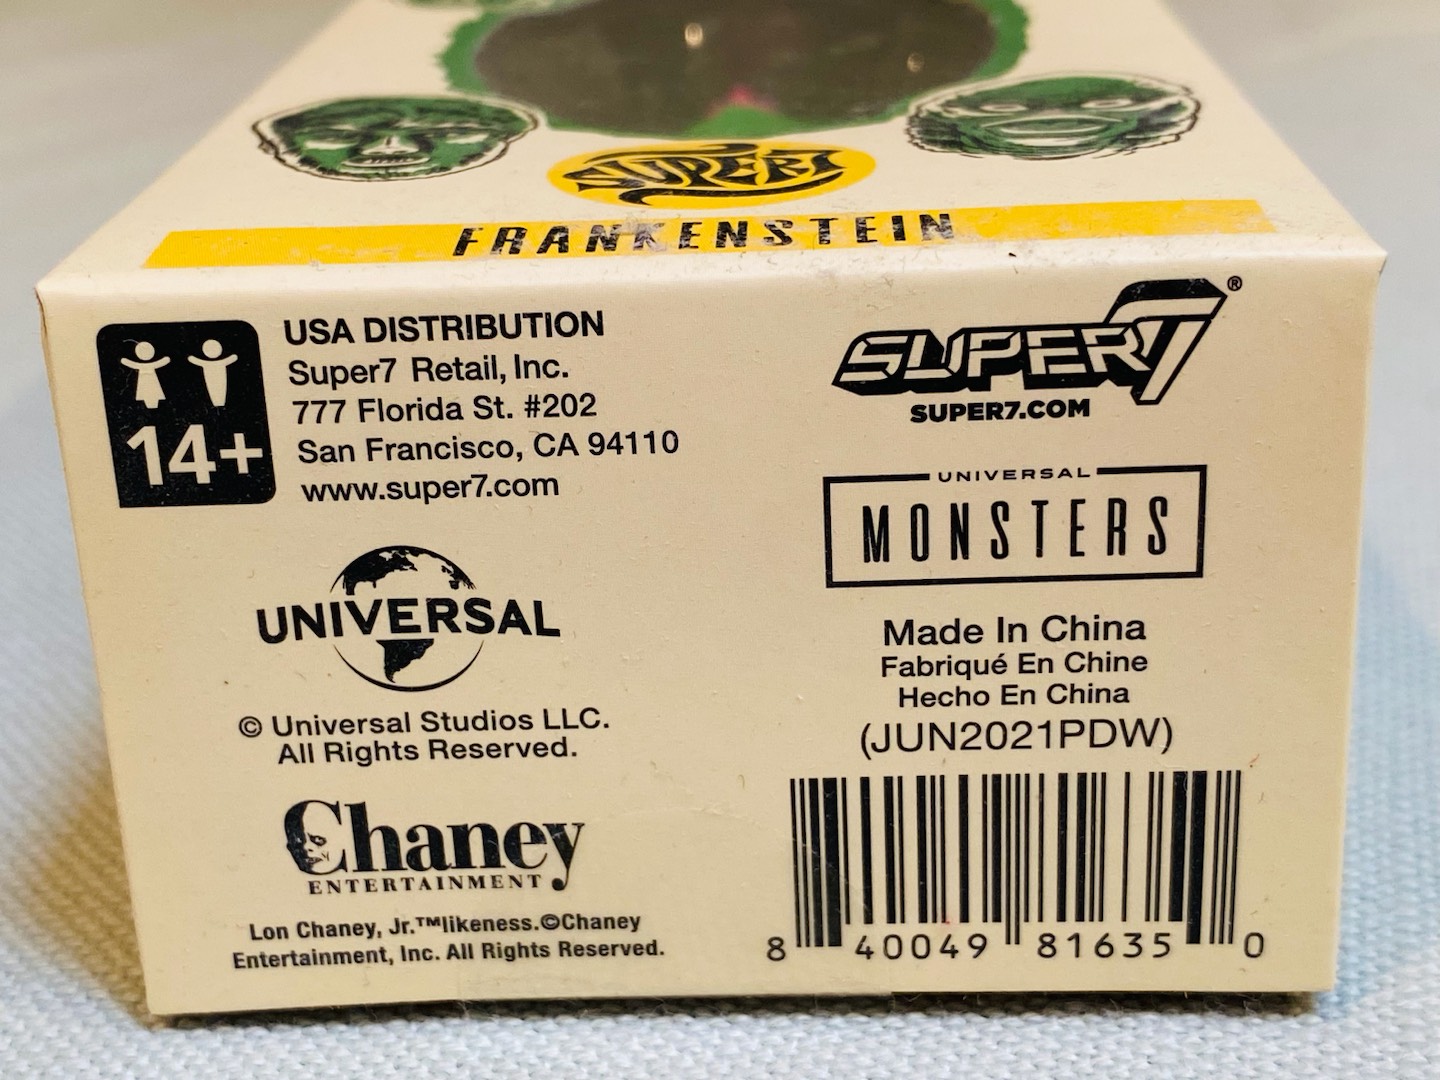 SUPER7
FRANKENSTEIN
14+
USA DISTRIBUTION
Super7 Retail, Inc.
777 Florida St. #202
San Francisco, CA 94110
www.super7.com
UNIVERSAL
© Universal Studios LLC.
All Rights Reserved.
Chaney
ENTERTAINMENT
Lon Chaney, Jr.™likeness.©Chaney
Entertainment, Inc. All Rights Reserved.
SUPER7®
SUPER7.COM
UNIVERSAL
MONSTERS
Made In China
Fabriqué En Chine
Hecho En China
(JUN2021PDW)
8 40049 81635 0